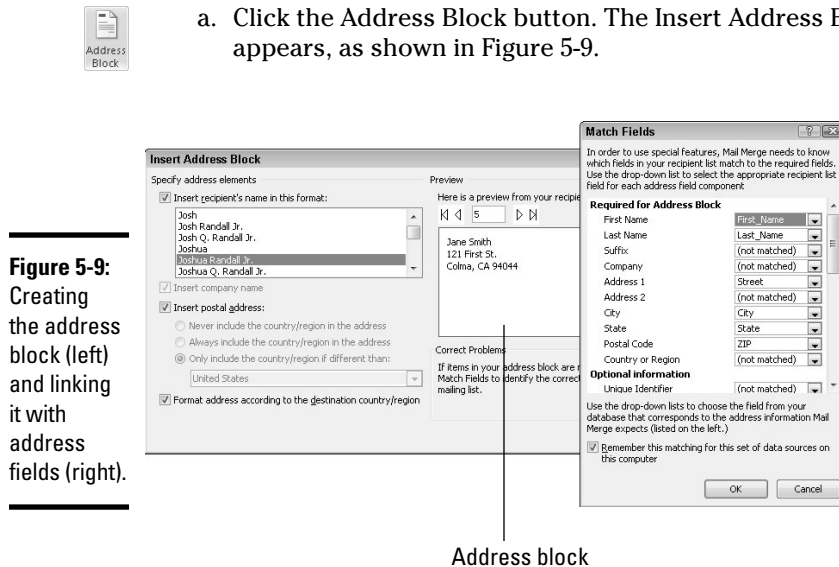 Address
Block
a. Click the Address Block button. The Insert Address
appears, as shown in Figure 5-9.
Figure 5-9:
Creating
the address
block (left)
and linking
it with
address
fields (right).
Insert Address Block
Specify address elements
Insert recipient's name in this format:
Josh
Josh Randall Jr.
Josh Q. Randall Jr.
Joshua
Joshua Randall Jr.
Joshua Q. Randall Jr.
Insert company name
Insert postal address:
Never include the country/region in the address
Always include the country/region in the address
Only include the country/region if different than:
United States
Format address according to the destination country/region
Preview
Here is a preview from your
5
Jane Smith
121 First St.
Colma, CA 94044
Correct Problems
If items in your address block are
Match Fields to identify the
mailing list.
Match Fields
In order to use special features, Mail Merge needs to know
which fields in your recipient list match to the required fields.
Use the drop-down list to select the appropriate recipient list
field for each address field component
Required for Address Block
First Name First_Name
Last Name Last_Name
Suffix (not matched)
Company (not matched)
Address 1 Street
Address 2 (not matched)
City City
State State
Postal Code ZIP
Country or Region (not matched)
Optional information
Unique Identifier (not matched)
Use the drop-down lists to choose the field from your
database that corresponds to the address information Mail
Merge expects (listed on the left.)
Remember this matching for this set of data sources on
this computer
OK Cancel
Address block